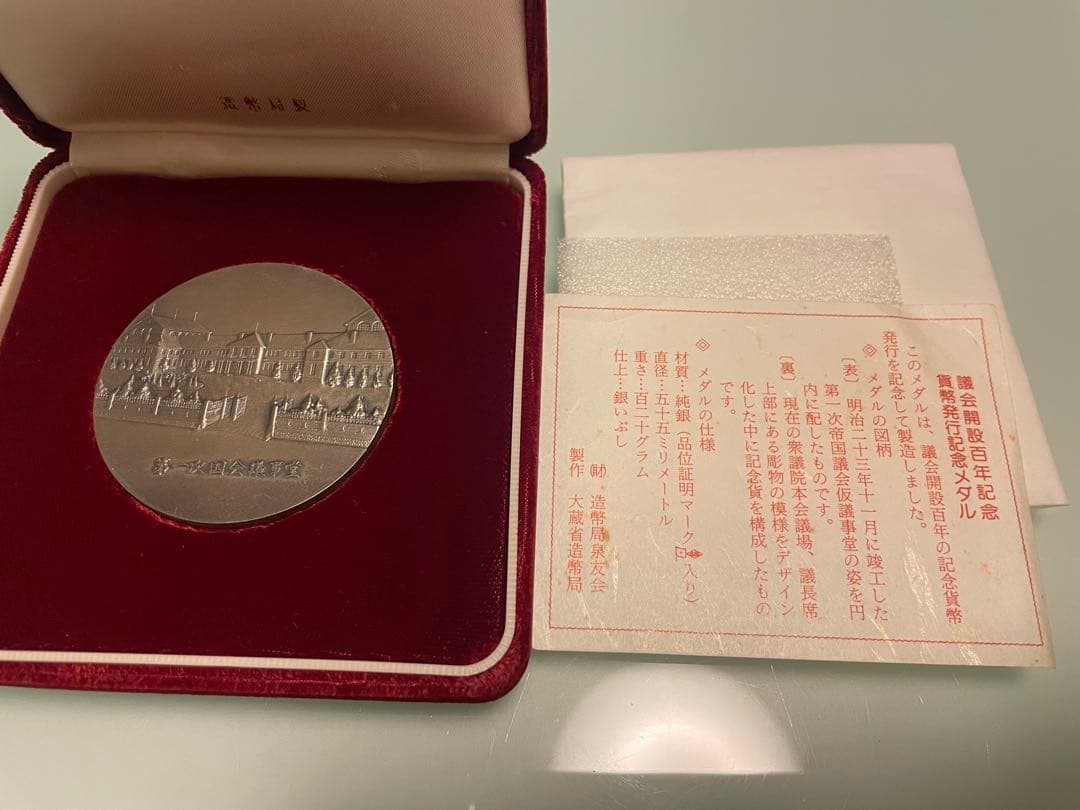 造幣局製
第一次国会議事堂
議会開設百年記念
貨幣発行記念メダル
このメダルは、議会開設百年の記念貨幣
発行を記念して製造しました。
◎ メダルの図柄
〔表〕 明治二十三年十一月に竣工した
第一次帝国議会仮議事堂の姿を円
内に配したものです。
〔裏〕 現在の衆議院本会議場、議長席
上部にある彫物の模様をデザイン
化した中に記念貨を構成したもの
です。
◎ メダルの仕様
材質…純銀(品位証明マーク入り)
直径…五十五ミリメートル
重さ…百二十グラム
仕上…銀いぶし
㈶ 造幣局泉友会
製作 大蔵省造幣局